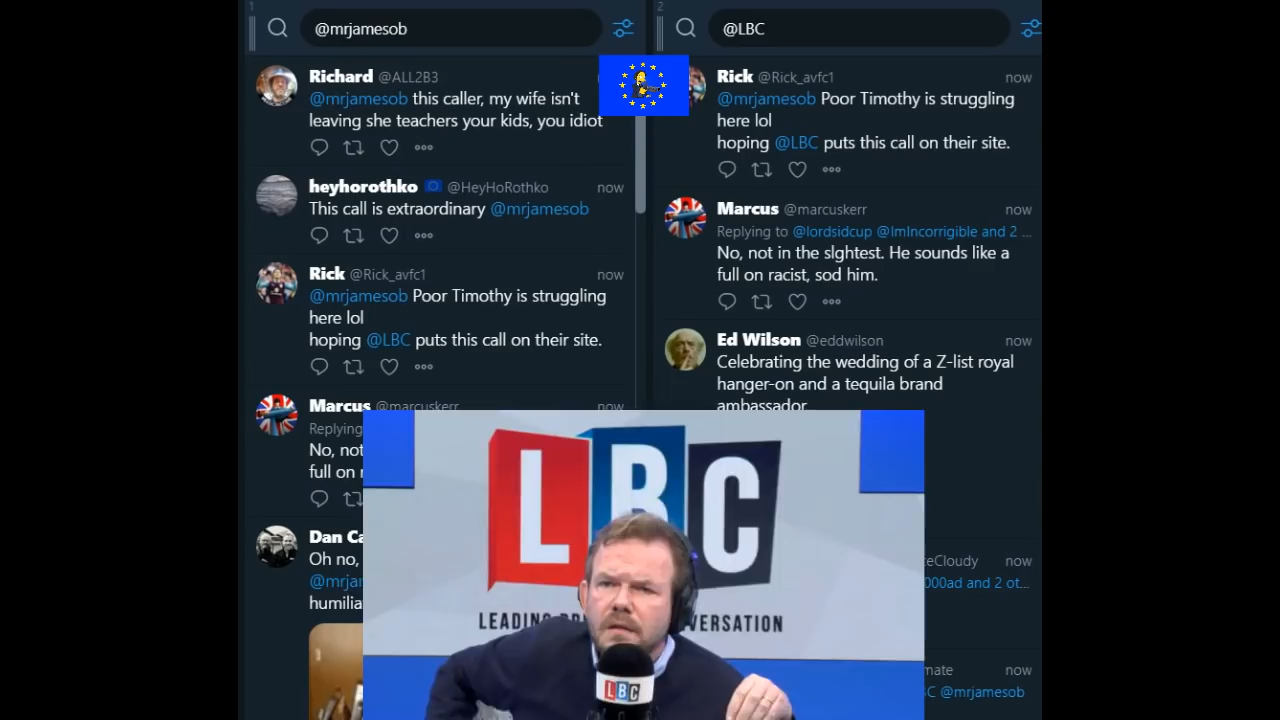 1
@mrjamesob
Richard @ALL2B3
@mrjamesob this caller, my wife isn't
leaving she teachers your kids, you idiot
heyhorothko @HeyHoRothko now
This call is extraordinary @mrjamesob
Rick @Rick_avfc1 now
@mrjamesob Poor Timothy is struggling
here lol
hoping @LBC puts this call on their site.
Marcus @marcuskerr now
Replying
No, not
full on
Dan Ca
Oh no,
@mrjar
humilia
2
@LBC
Rick @Rick_avfc1 now
@mrjamesob Poor Timothy is struggling
here lol
hoping @LBC puts this call on their site.
Marcus @marcuskerr now
Replying to @lordsidcup @ImIncorrigible and 2 ...
No, not in the slghtest. He sounds like a
full on racist, sod him.
Ed Wilson @eddwilson now
Celebrating the wedding of a Z-list royal
hanger-on and a tequila brand
ambassador
eCloudy now
000ad and 2 ot...
mate now
C @mrjamesob
LBC
LEADING VERSATION
LBC